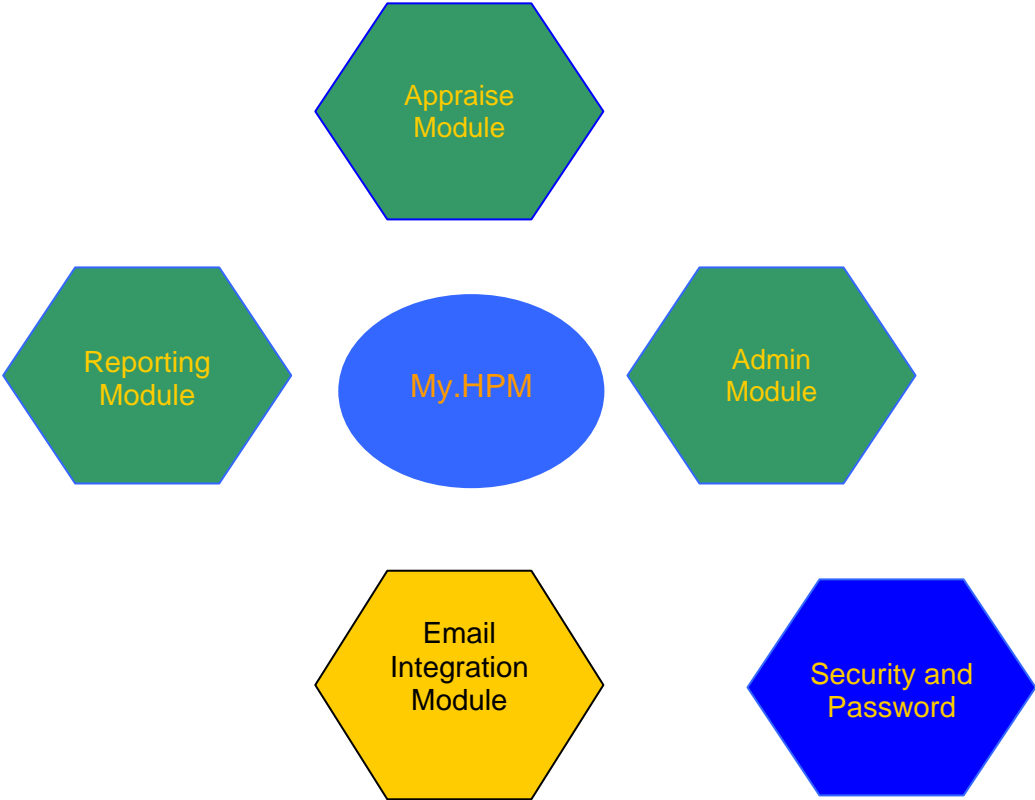 Appraise
Module
Reporting
Module
My.HPM
Admin
Module
Email
Integration
Module
Security and
Password